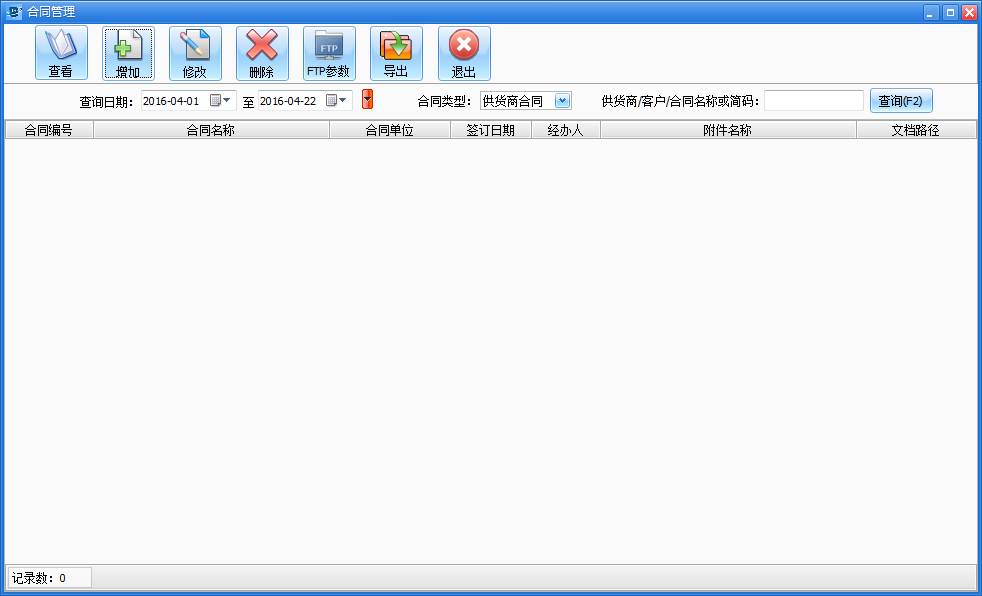 合同管理
查看 增加 修改 删除 FTP FTP参数 导出 退出
查询日期: 2016-04-01 至 2016-04-22 合同类型: 供货商合同 供货商/客户/合同名称或简码: 查询(F2)
合同编号 合同名称 合同单位 签订日期 经办人 附件名称 文档路径
记录数: 0